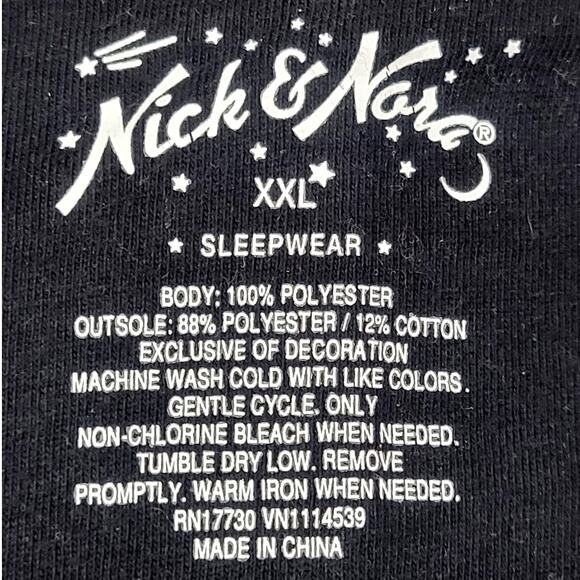 Nick & Nora®
XXL
SLEEPWEAR
BODY: 100% POLYESTER
OUTSOLE: 88% POLYESTER / 12% COTTON
EXCLUSIVE OF DECORATION
MACHINE WASH COLD WITH LIKE COLORS.
GENTLE CYCLE. ONLY
NON-CHLORINE BLEACH WHEN NEEDED.
TUMBLE DRY LOW. REMOVE
PROMPTLY. WARM IRON WHEN NEEDED.
RN17730 VN1114539
MADE IN CHINA